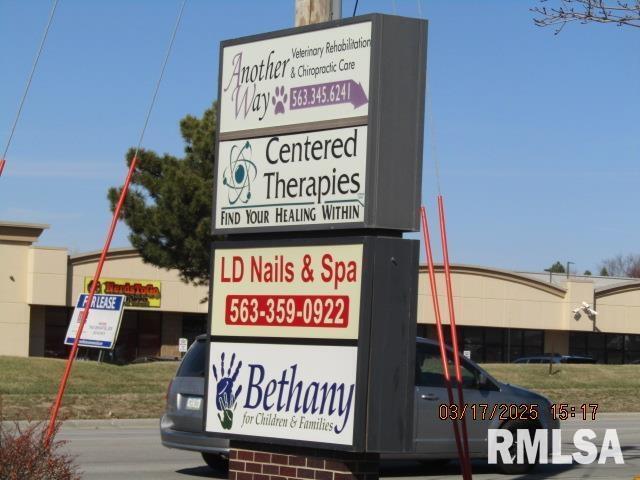 Another
Way
Veterinary Rehabilitation
& Chiropractic Care
563.345.6241
Centered
Therapies
FIND YOUR HEALING WITHIN
LD Nails & Spa
563-359-0922
Bethany
for Children & Families
NerdsToGo
FOR LEASE
03/17/2025 15:17
RMLSA